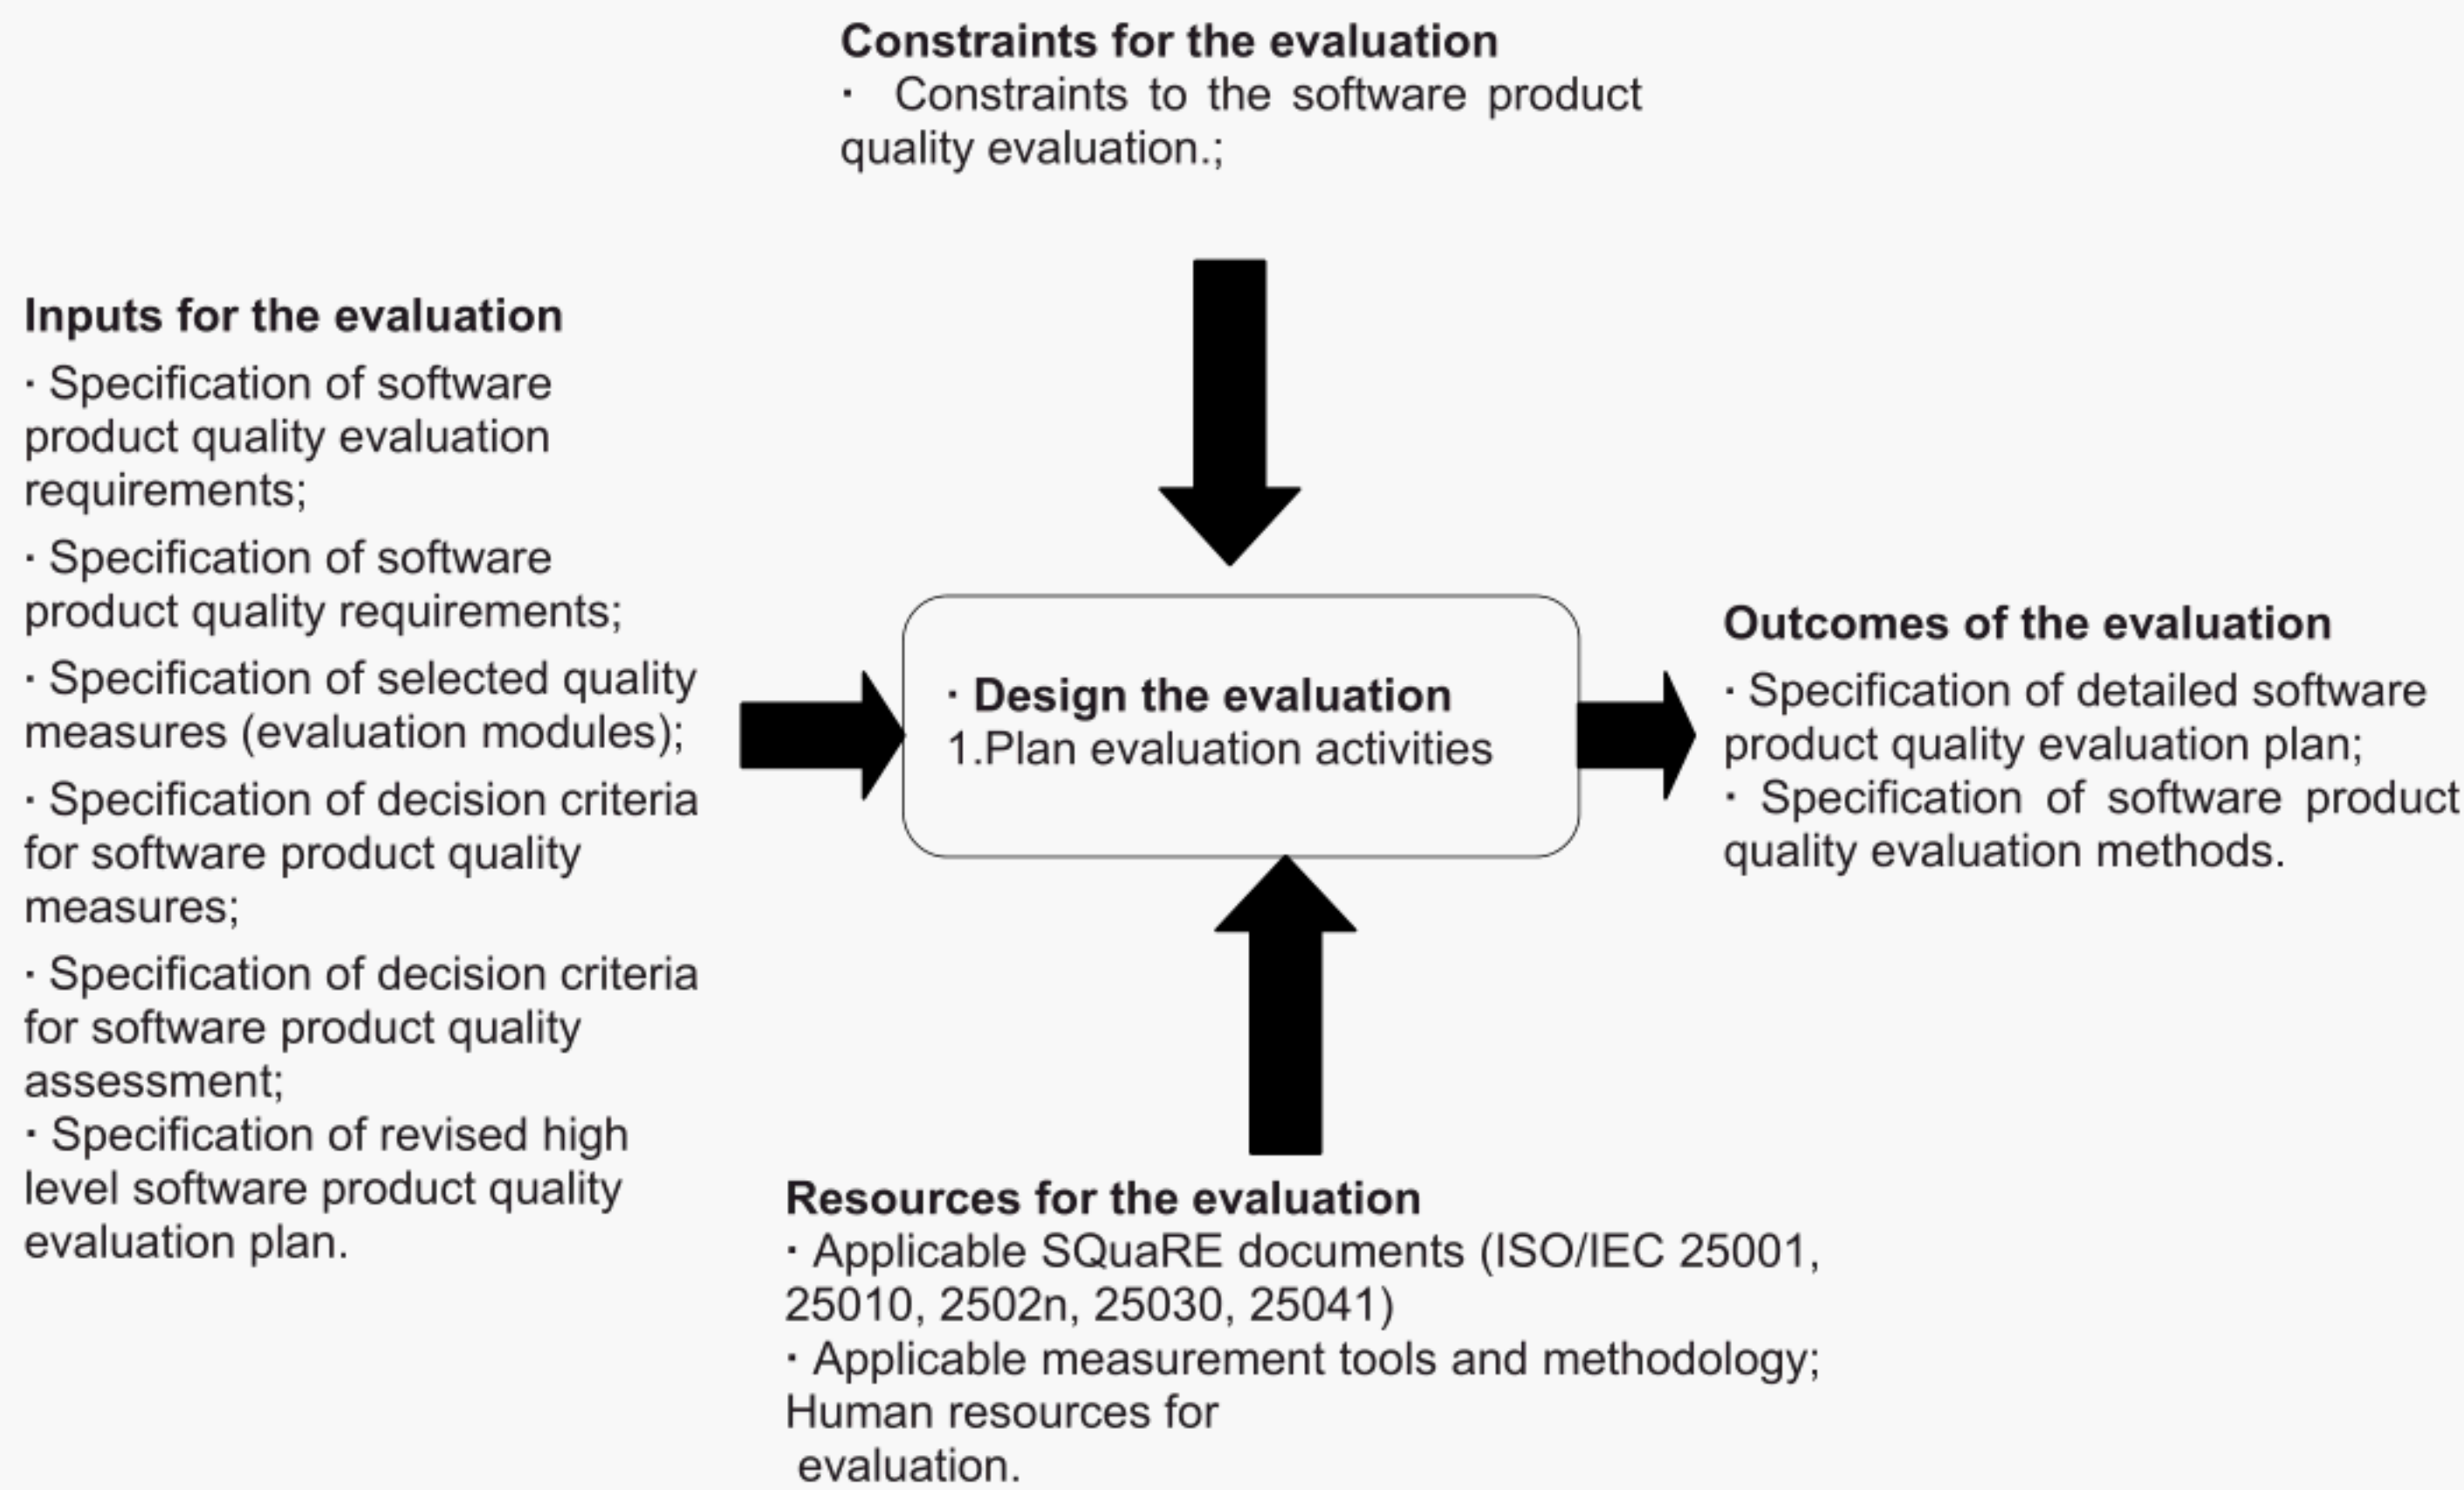 Constraints for the evaluation
· Constraints to the software product
quality evaluation.;
Inputs for the evaluation
· Specification of software
product quality evaluation
requirements;
· Specification of software
product quality requirements;
· Specification of selected quality
measures (evaluation modules);
· Specification of decision criteria
for software product quality
measures;
· Specification of decision criteria
for software product quality
assessment;
· Specification of revised high
level software product quality
evaluation plan.
· Design the evaluation
1.Plan evaluation activities
Outcomes of the evaluation
· Specification of detailed software
product quality evaluation plan;
· Specification of software product
quality evaluation methods.
Resources for the evaluation
· Applicable SQuaRE documents (ISO/IEC 25001,
25010, 2502n, 25030, 25041)
· Applicable measurement tools and methodology;
Human resources for
evaluation.